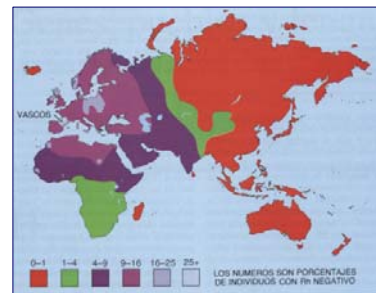 VASCOS
0–1 1–4 4–9 9–16 16–25 25+
LOS NUMEROS SON PORCENTAJES
DE INDIVIDUOS CON Rh NEGATIVO